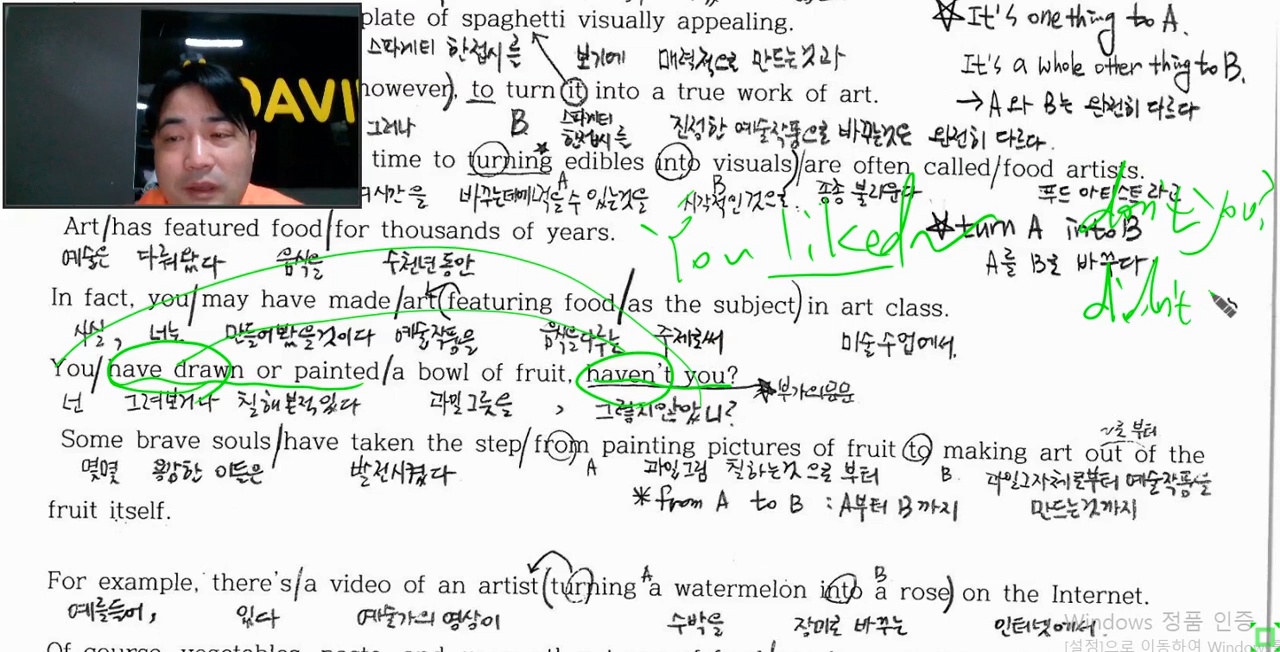 plate of spaghetti visually appealing.
스파게티 한접시를 보기에 매력적으로 만드는것과
☆ It's one thing to A.
It's a whole other thing to B.
→ A와 B는 완전히 다르다
however), to turn it into a true work of art.
그러나 B 스파게티 한접시를 진정한 예술작품으로 바꾸는것은 완전히 다르다.
time to turning edibles into visuals)/are often called/food artists.
시간을 바꾸는데에 먹을수 있는것을 A 시각적인것으로 B 종종 불리운다 푸드 아티스트라고
☆ turn A into B
A를 B로 바꾸다
You liked
don't you?
didn't
Art/has featured food/for thousands of years.
예술은 다뤄왔다 음식을 수천년동안
In fact, you/may have made/art(featuring food/as the subject)in art class.
사실, 너는 만들어봤을것이다 예술작품을 음식을다루는 주제로써 미술수업에서.
You/have drawn or painted/a bowl of fruit, haven't you?
넌 그려보거나 칠해본적있다 과일그릇을, 그렇지않았니?
☆부가의문문
Some brave souls/have taken the step/from painting pictures of fruit to making art out of the
몇몇 용감한 이들은 발전시켰다 A 과일그림 칠하는것으로부터 B. 과일그자체로부터 예술작품을
~로부터
* from A to B : A부터 B까지 만드는것까지
fruit itself.
For example, there's/a video of an artist(turning A a watermelon into B a rose) on the Internet.
예를들어, 있다 예술가의영상이 수박을 장미로 바꾸는 인터넷에서.
Windows 정품 인증
[설정]으로 이동하여 Window